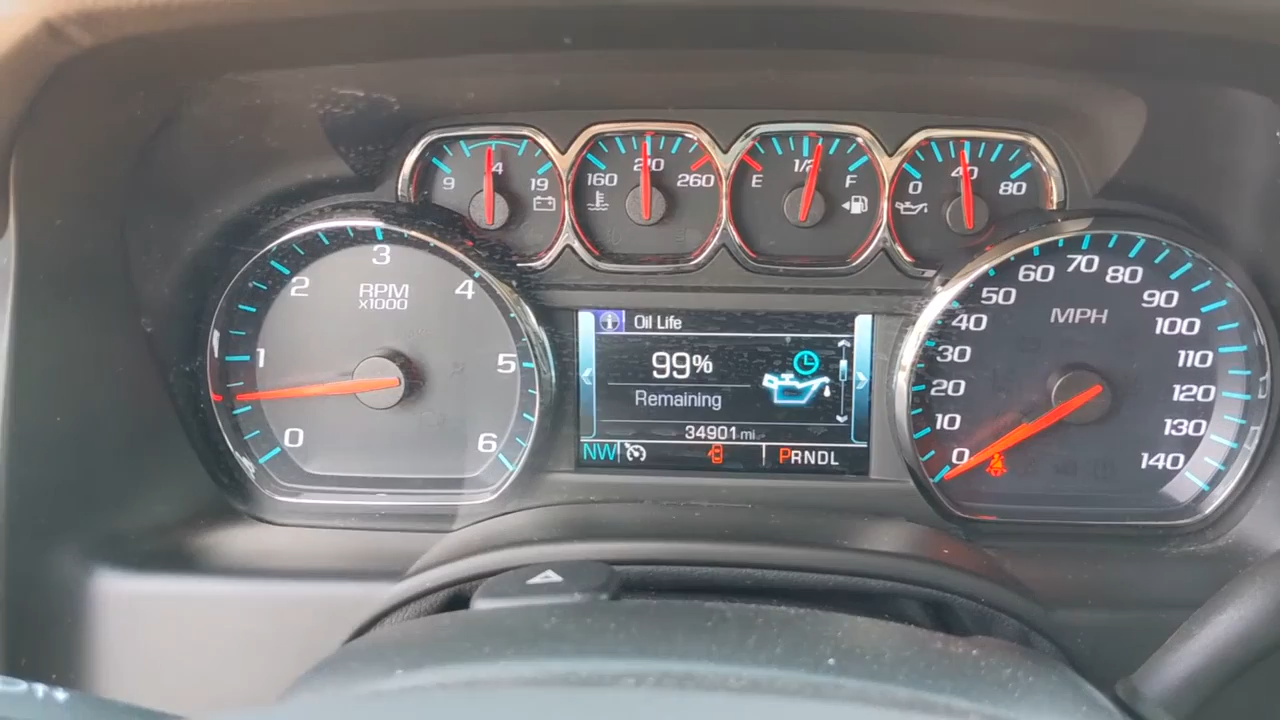 9 14 19
160 210 260
E 1/2 F
0 40 80
0 1 2 3 4 5 6
RPM
x1000
i Oil Life
99%
Remaining
34901 mi
NW PRNDL
0 10 20 30 40 50 60 70 80 90 100 110 120 130 140
MPH